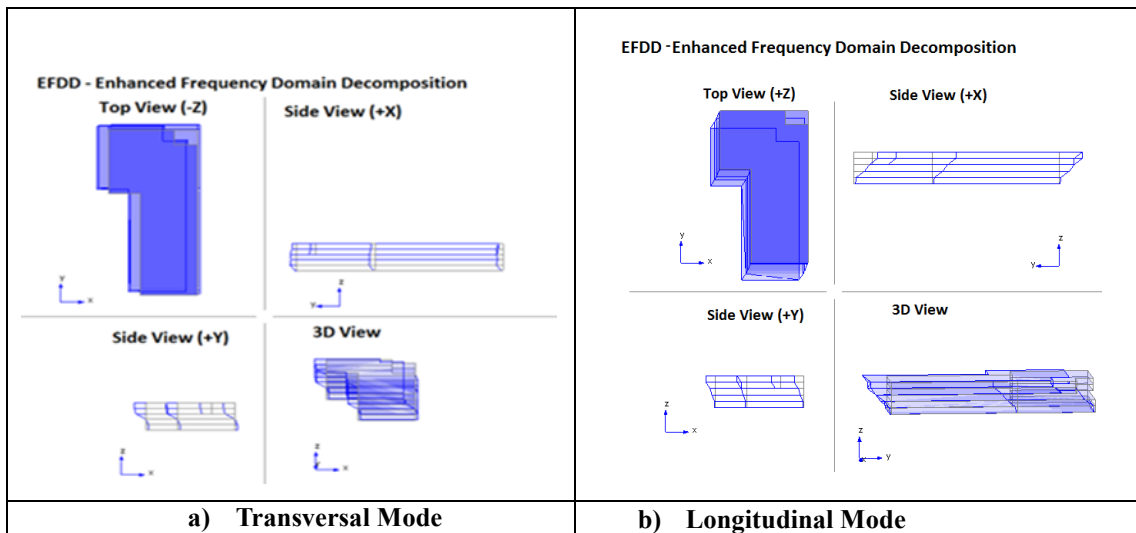 EFDD - Enhanced Frequency Domain Decomposition
Top View (-Z)
Side View (+X)
Y
x
z
Y
Side View (+Y)
3D View
z
x
z
Y
x
a) Transversal Mode
EFDD - Enhanced Frequency Domain Decomposition
Top View (+Z)
Side View (+X)
y
x
z
y
Side View (+Y)
3D View
z
x
z
x
y
b) Longitudinal Mode